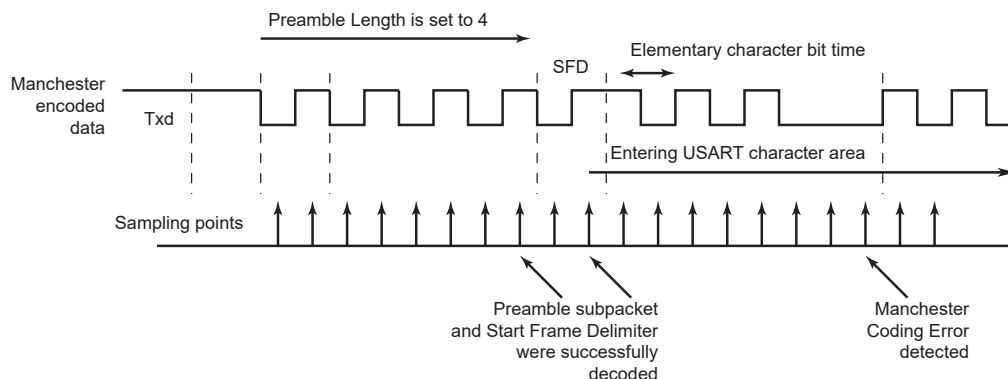 Preamble Length is set to 4
Elementary character bit time
SFD
Manchester
encoded
data
Txd
Entering USART character area
Sampling points
Preamble subpacket
and Start Frame Delimiter
were successfully
decoded
Manchester
Coding Error
detected